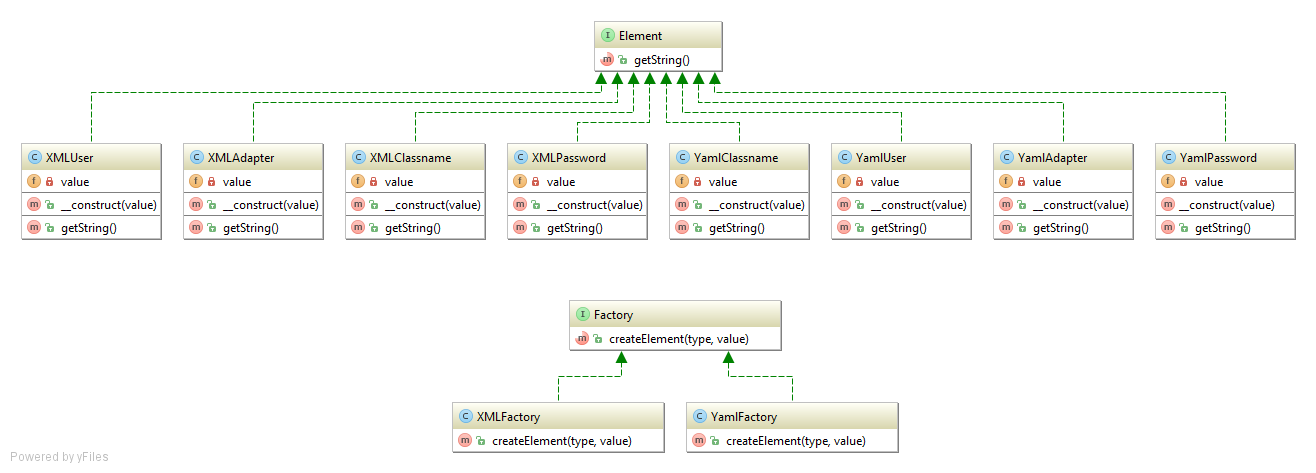 I Element
m getString()
C XMLUser
f value
m __construct(value)
m getString()
C XMLAdapter
f value
m __construct(value)
m getString()
C XMLClassname
f value
m __construct(value)
m getString()
C XMLPassword
f value
m __construct(value)
m getString()
C YamlClassname
f value
m __construct(value)
m getString()
C YamlUser
f value
m __construct(value)
m getString()
C YamlAdapter
f value
m __construct(value)
m getString()
C YamlPassword
f value
m __construct(value)
m getString()
I Factory
m createElement(type, value)
C XMLFactory
m createElement(type, value)
C YamlFactory
m createElement(type, value)
Powered by yFiles